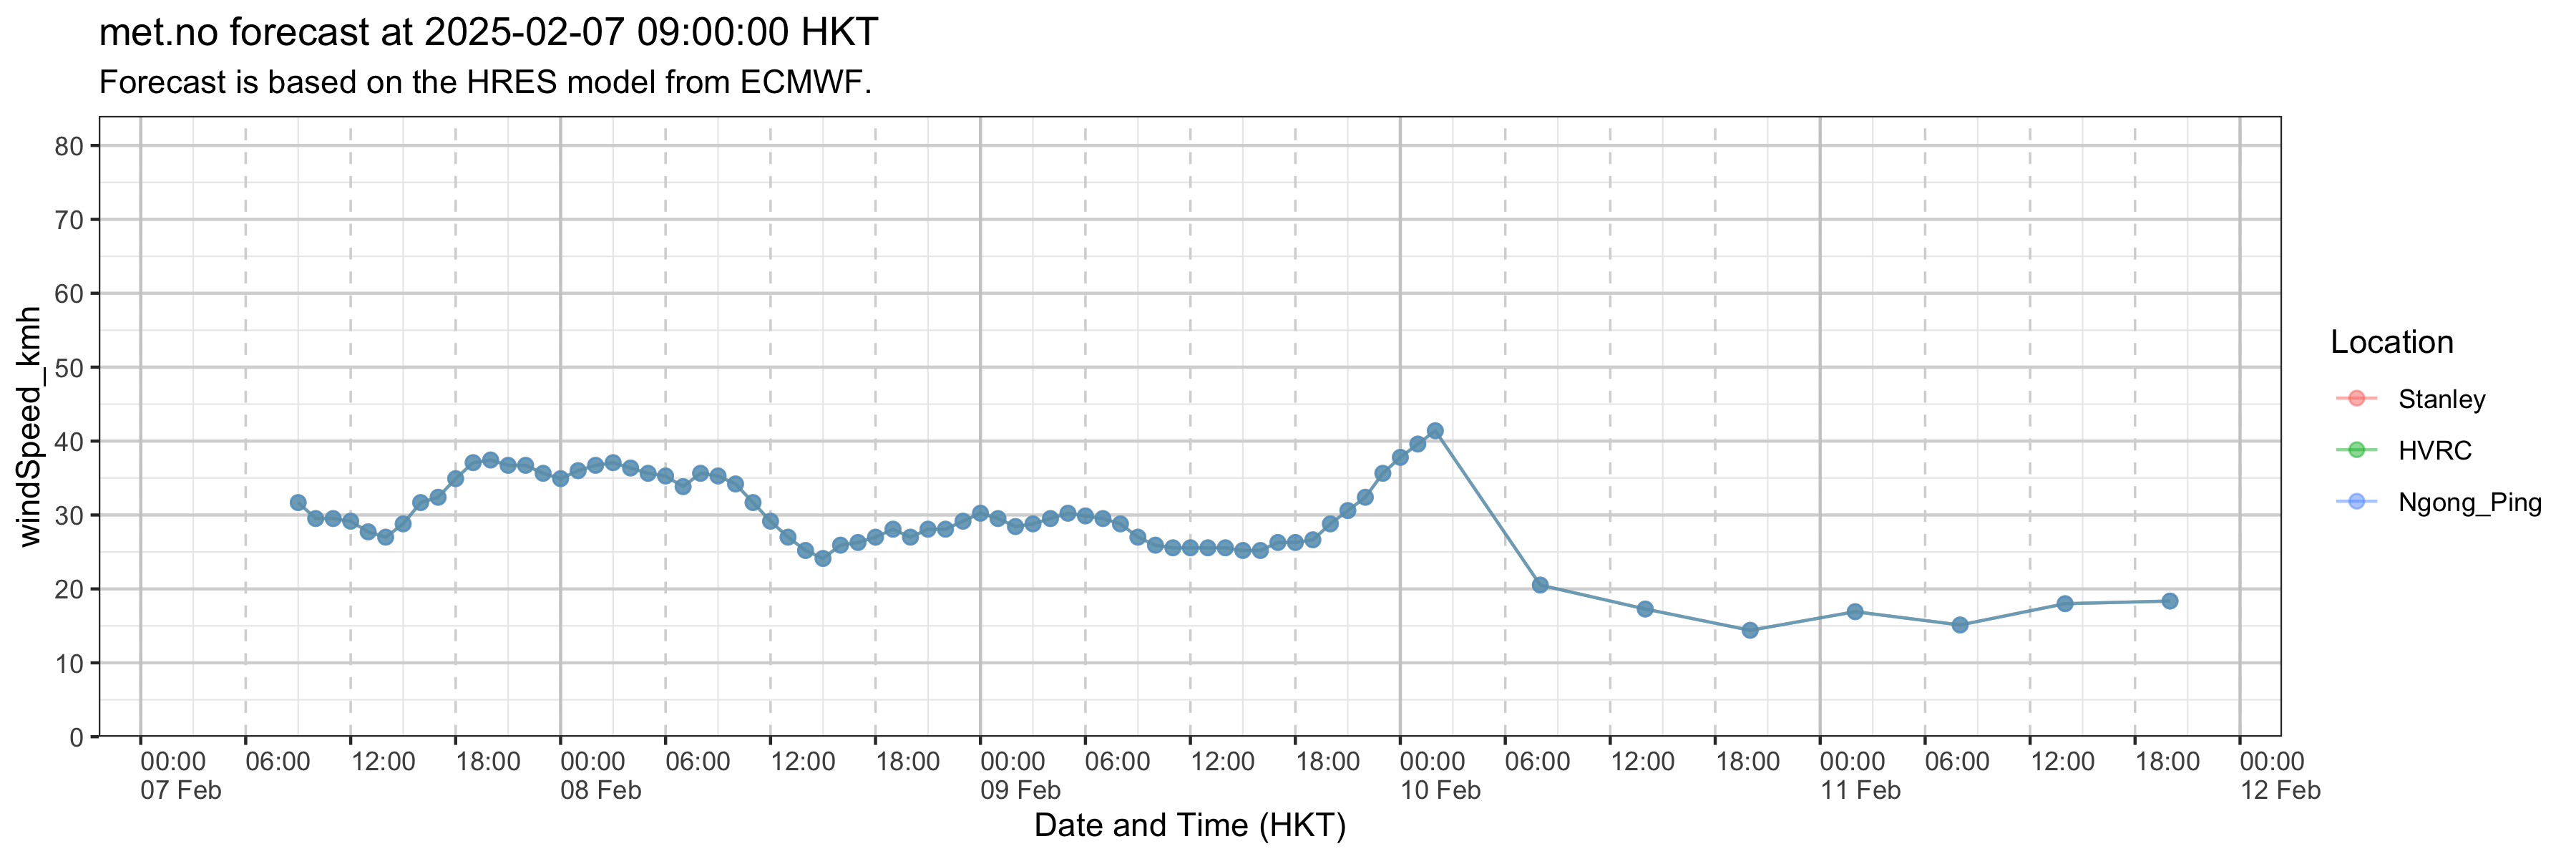 met.no forecast at 2025-02-07 09:00:00 HKT
Forecast is based on the HRES model from ECMWF.
windSpeed_kmh
80
70
60
50
40
30
20
10
0
00:00 06:00 12:00 18:00 00:00 06:00 12:00 18:00 00:00 06:00 12:00 18:00 00:00 06:00 12:00 18:00 00:00 06:00 12:00 18:00 00:00
07 Feb 08 Feb 09 Feb 10 Feb 11 Feb 12 Feb
Date and Time (HKT)
Location
Stanley
HVRC
Ngong_Ping